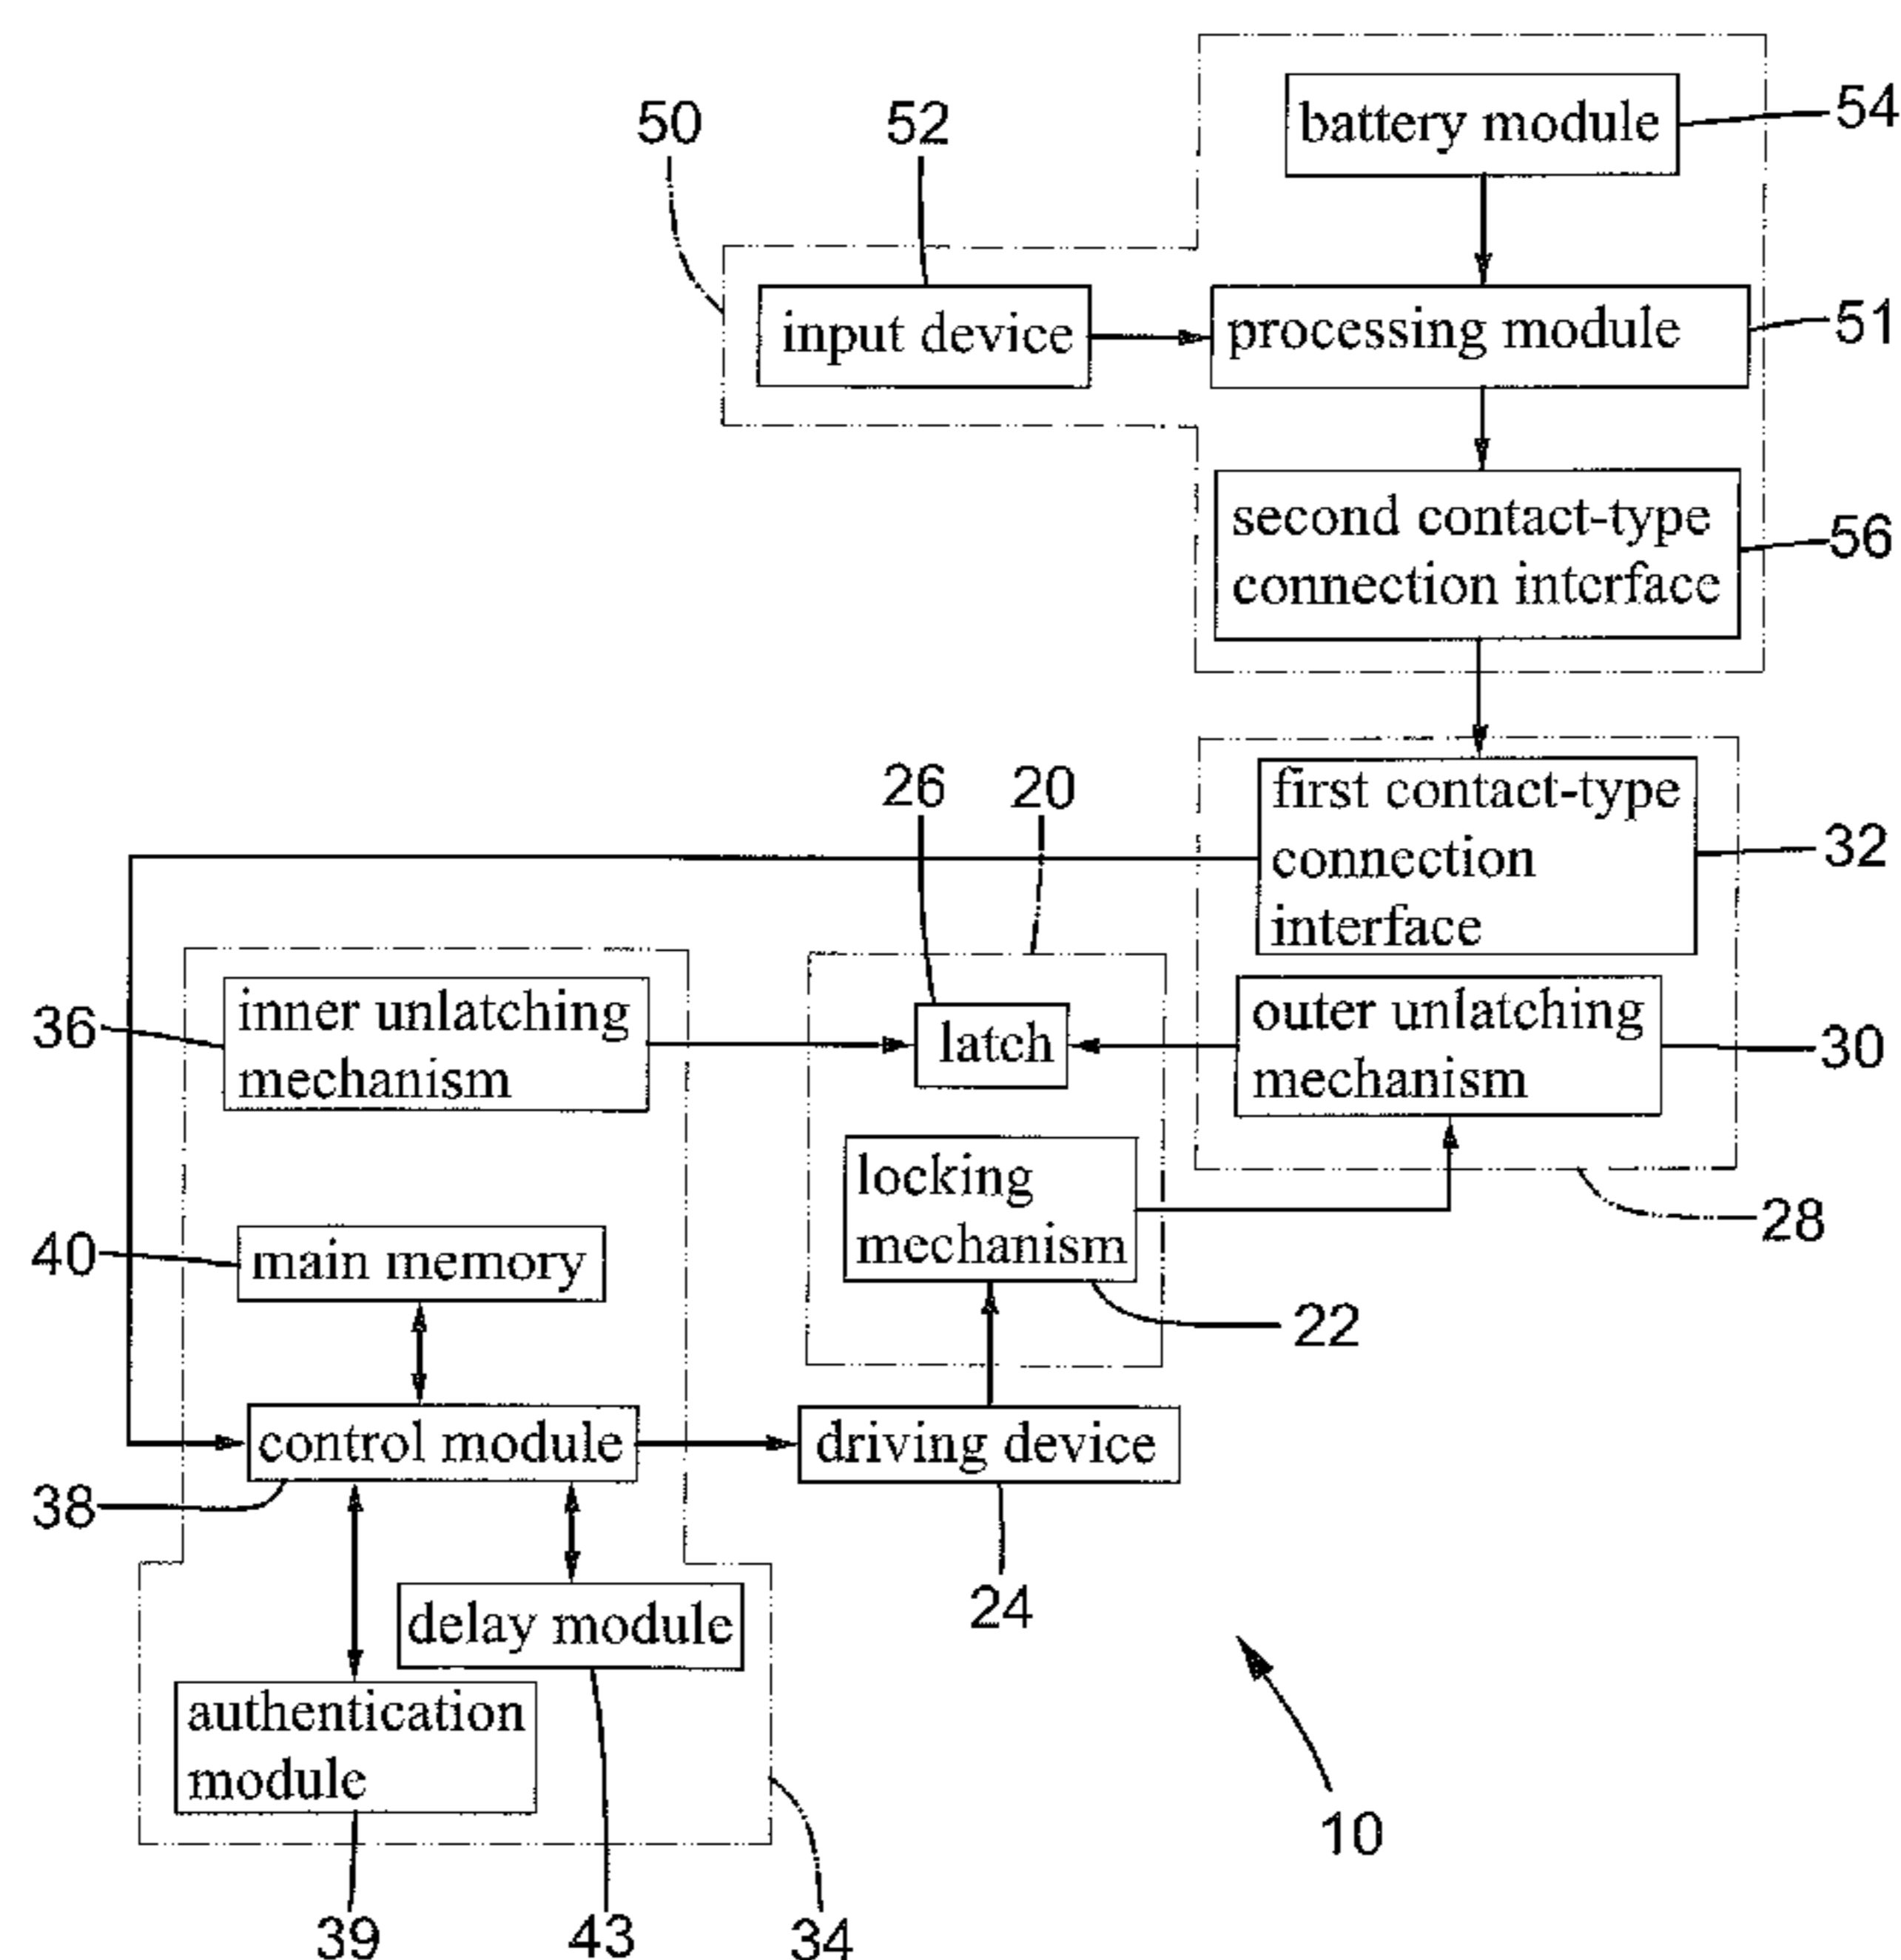 battery module
54
50
52
input device
processing module
51
second contact-type
connection interface
56
26
20
first contact-type
connection
interface
32
36
inner unlatching
mechanism
latch
outer unlatching
mechanism
30
locking
mechanism
28
40
main memory
22
control module
driving device
38
24
delay module
authentication
module
10
39
43
34